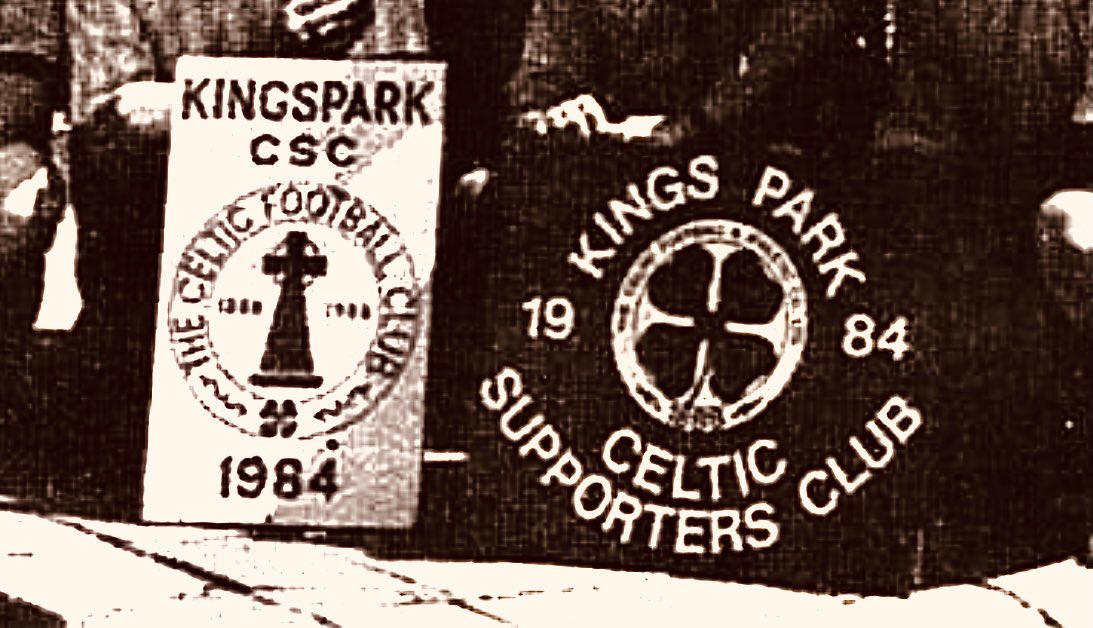 KINGSPARK
CSC
THE CELTIC FOOTBALL CLUB
1888 1988
1984
KINGS PARK
19 84
CELTIC
SUPPORTERS CLUB